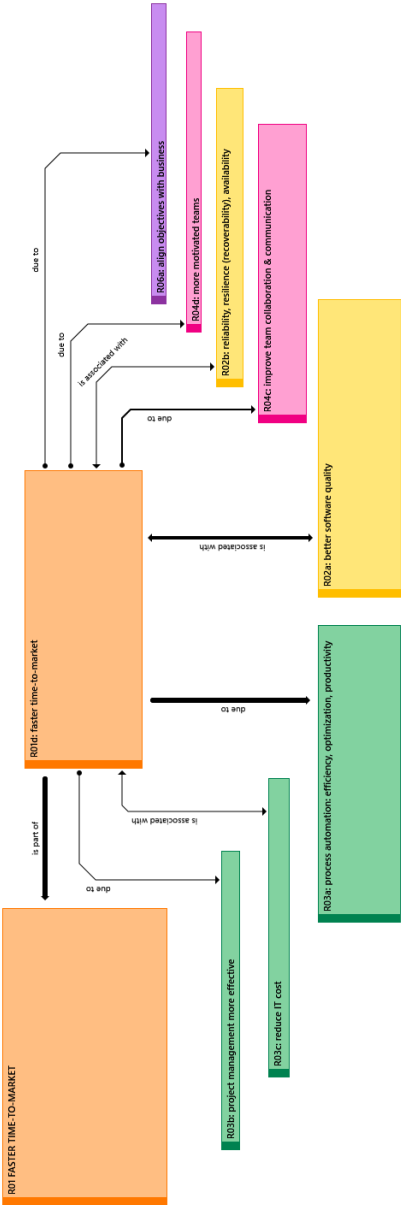 R06a: align objectives with business
R04d: more motivated teams
R02b: reliability, resilience (recoverability), availability
R04c: improve team collaboration & communication
due to
due to
is associated with
due to
R01d: faster time-to-market
is associated with
R02a: better software quality
due to
R03a: process automation: efficiency, optimization, productivity
is part of
due to
is associated with
R03b: project management more effective
R03c: reduce IT cost
R01 FASTER TIME-TO-MARKET